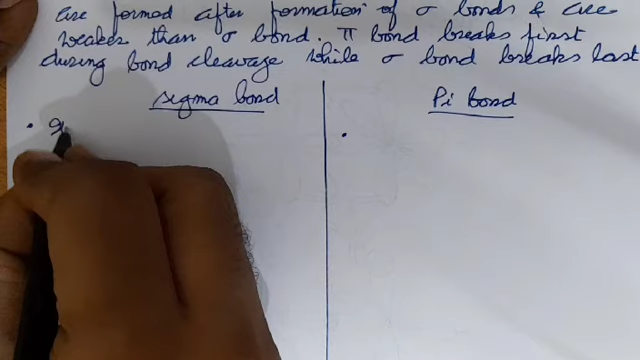 are formed after formation of σ bonds & are
weaker than σ bond. π bond breaks first
during bond cleavage while σ bond breaks last
sigma bond
Pi bond